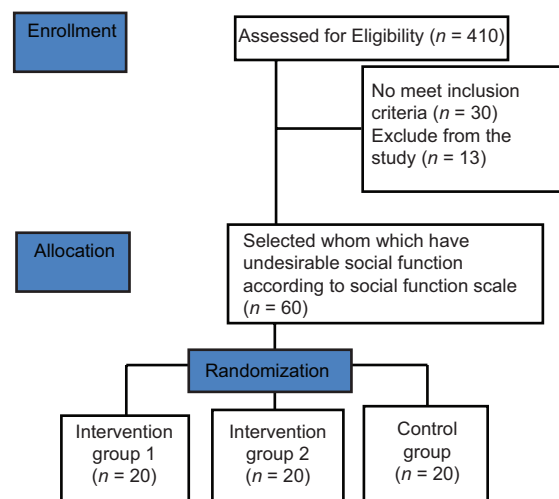 Enrollment
Assessed for Eligibility (n = 410)
No meet inclusion
criteria (n = 30)
Exclude from the
study (n = 13)
Allocation
Selected whom which have
undesirable social function
according to social function scale
(n = 60)
Randomization
Intervention
group 1
(n = 20)
Intervention
group 2
(n = 20)
Control
group
(n = 20)